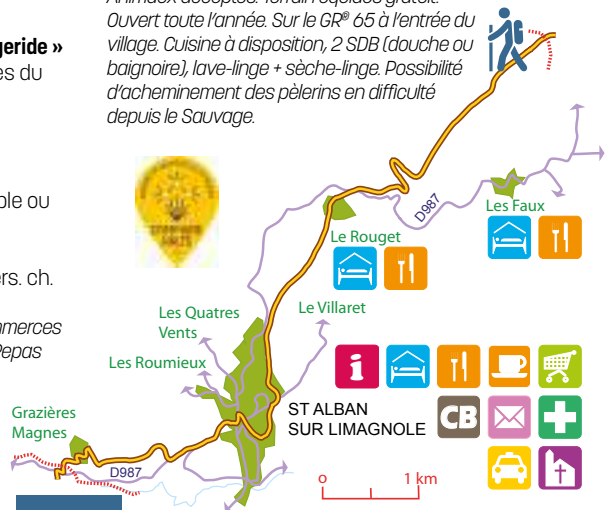 Animaux acceptés. Terrain équidés gratuit.
Ouvert toute l'année. Sur le GR® 65 à l'entrée du
village. Cuisine à disposition, 2 SDB (douche ou
baignoire), lave-linge + sèche-linge. Possibilité
d'acheminement des pèlerins en difficulté
depuis le Sauvage.
geride »
es du
ble ou
ers. ch.
mmerces
Repas
D987
Les Faux
Le Rouget
Le Villaret
Les Quatres
Vents
Les Roumieux
i
ST ALBAN
SUR LIMAGNOLE
CB
Grazières
Magnes
D987
0 1 km